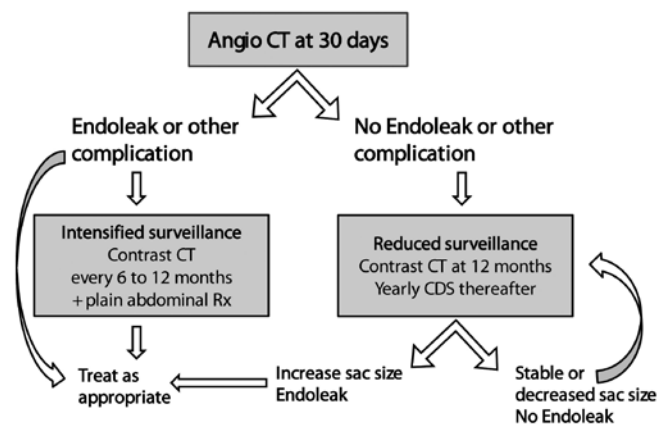 Angio CT at 30 days
Endoleak or other
complication
No Endoleak or other
complication
Intensified surveillance
Contrast CT
every 6 to 12 months
+ plain abdominal Rx
Reduced surveillance
Contrast CT at 12 months
Yearly CDS thereafter
Treat as
appropriate
Increase sac size
Endoleak
Stable or
decreased sac size
No Endoleak